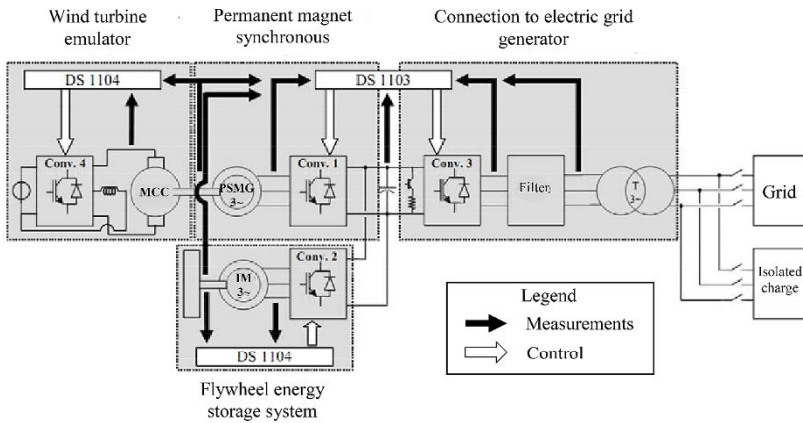 Wind turbine
emulator
Permanent magnet
synchronous
Connection to electric grid
generator
DS 1104
DS 1103
Conv. 4
MCC
PSMG
3~
Conv. 1
Conv. 3
Filter
T
3~
Grid
Conv. 2
IM
3~
Isolated
charge
DS 1104
Legend
Measurements
Control
Flywheel energy
storage system